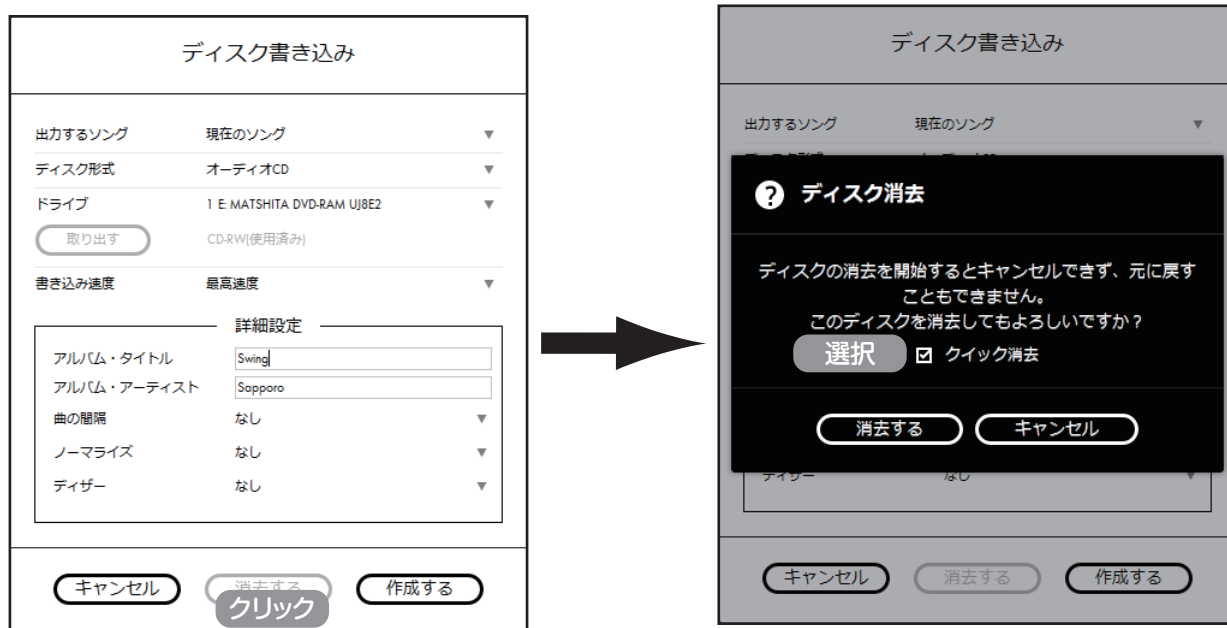 ディスク書き込み
出力するソング 現在のソング
ディスク形式 オーディオCD
ドライブ 1 E: MATSHITA DVD-RAM UJ8E2
取り出す CD-RW(使用済み)
書き込み速度 最高速度
詳細設定
アルバム・タイトル Swing
アルバム・アーティスト Sapporo
曲の間隔 なし
ノーマライズ なし
ディザー なし
キャンセル 消去する 作成する
クリック
ディスク書き込み
出力するソング 現在のソング
? ディスク消去
ディスクの消去を開始するとキャンセルできず、元に戻す
こともできません。
このディスクを消去してもよろしいですか？
選択 クイック消去
消去する キャンセル
ディザー なし
キャンセル 消去する 作成する